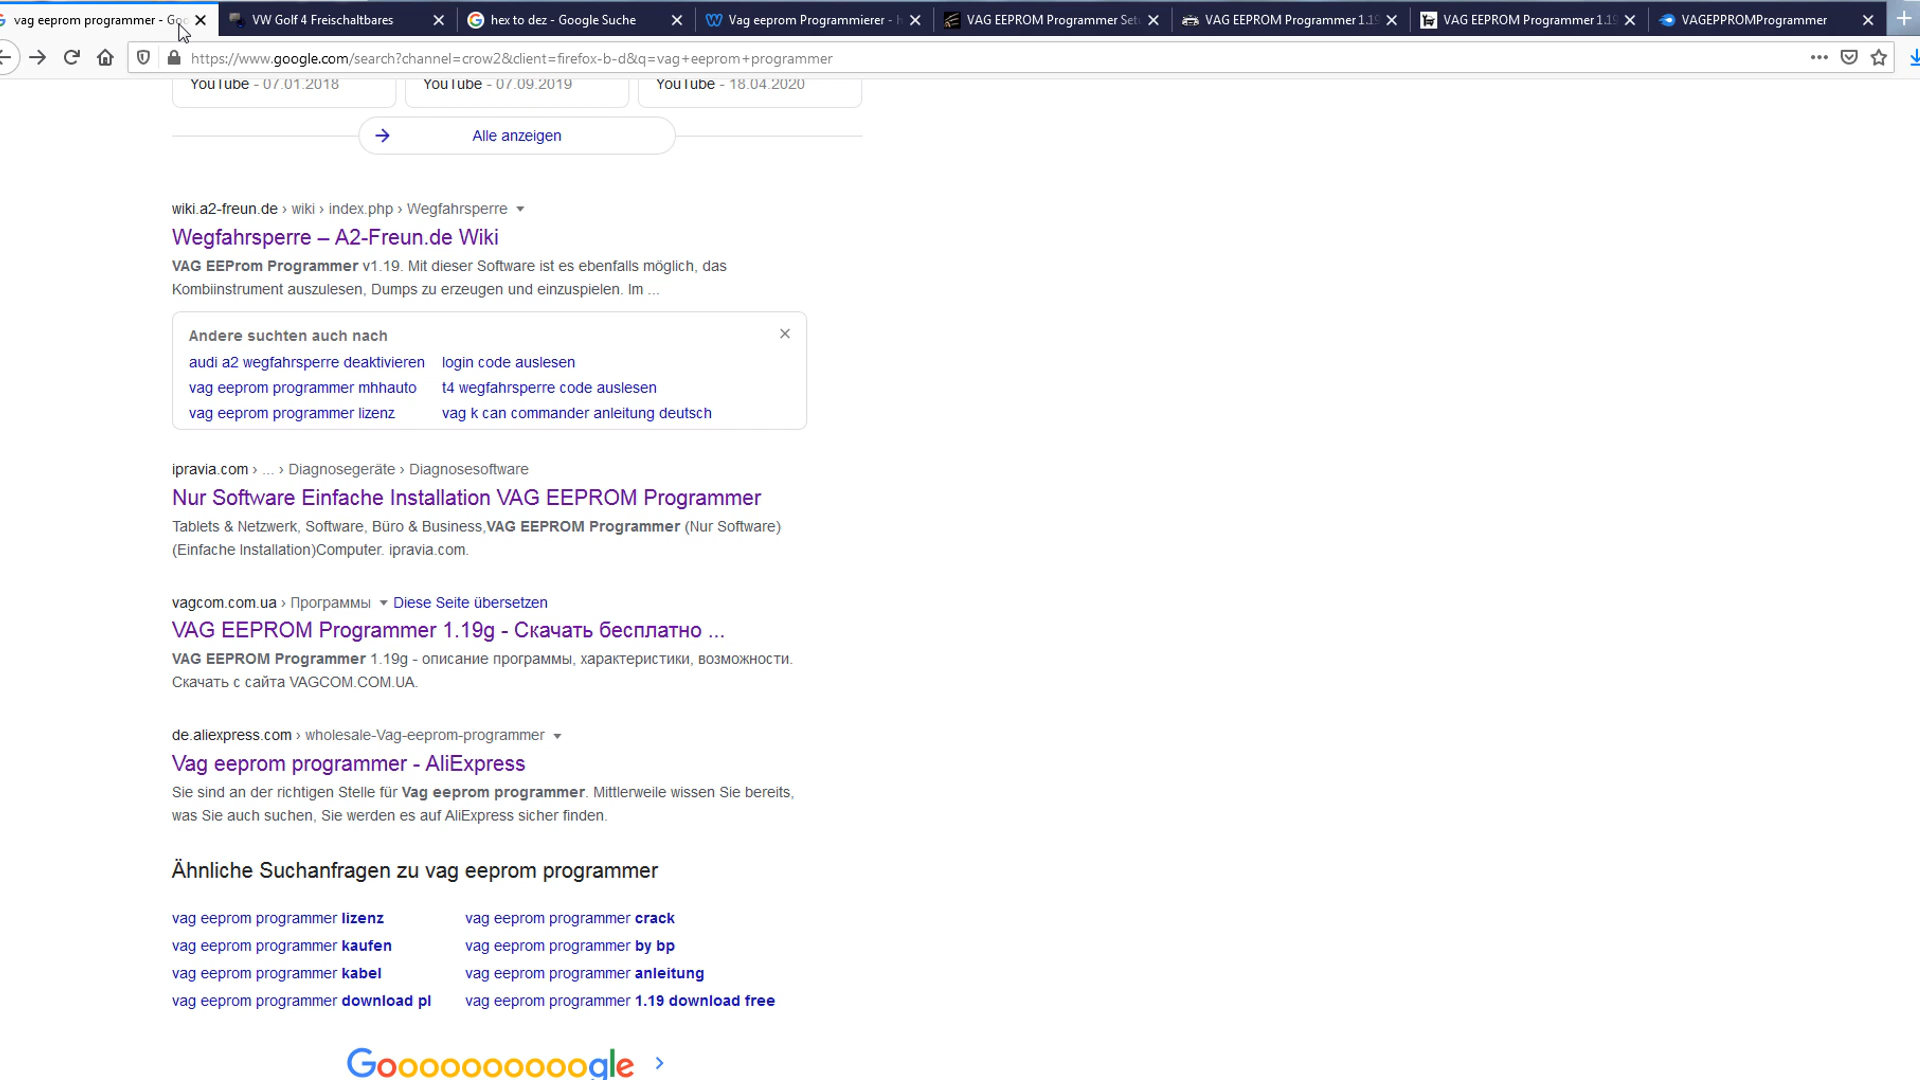 vag eeprom programmer - Go
VW Golf 4 Freischaltbares
hex to dez - Google Suche
Vag eeprom Programmierer - H
VAG EEPROM Programmer Set
VAG EEPROM Programmer 1.19
VAG EEPROM Programmer 1.19
VAGEPPROMProgrammer
https://www.google.com/search?channel=crow2&client=firefox-b-d&q=vag+eeprom+programmer
YouTube - 07.01.2018
YouTube - 07.09.2019
YouTube - 18.04.2020
Alle anzeigen
wiki.a2-freun.de › wiki › index.php › Wegfahrsperre
Wegfahrsperre – A2-Freun.de Wiki
VAG EEProm Programmer v1.19. Mit dieser Software ist es ebenfalls möglich, das
Kombiinstrument auszulesen, Dumps zu erzeugen und einzuspielen. Im ...
Andere suchten auch nach
audi a2 wegfahrsperre deaktivieren login code auslesen
vag eeprom programmer mhhauto t4 wegfahrsperre code auslesen
vag eeprom programmer lizenz vag k can commander anleitung deutsch
ipravia.com › ... › Diagnosegeräte › Diagnosesoftware
Nur Software Einfache Installation VAG EEPROM Programmer
Tablets & Netzwerk, Software, Büro & Business,VAG EEPROM Programmer (Nur Software)
(Einfache Installation)Computer. ipravia.com.
vagcom.com.ua › Программы Diese Seite übersetzen
VAG EEPROM Programmer 1.19g - Скачать бесплатно ...
VAG EEPROM Programmer 1.19g - описание программы, характеристики, возможности.
Скачать с сайта VAGCOM.COM.UA.
de.aliexpress.com › wholesale-Vag-eeprom-programmer
Vag eeprom programmer - AliExpress
Sie sind an der richtigen Stelle für Vag eeprom programmer. Mittlerweile wissen Sie bereits,
was Sie auch suchen, Sie werden es auf AliExpress sicher finden.
Ähnliche Suchanfragen zu vag eeprom programmer
vag eeprom programmer lizenz vag eeprom programmer crack
vag eeprom programmer kaufen vag eeprom programmer by bp
vag eeprom programmer kabel vag eeprom programmer anleitung
vag eeprom programmer download pl vag eeprom programmer 1.19 download free
Goooooooooogle